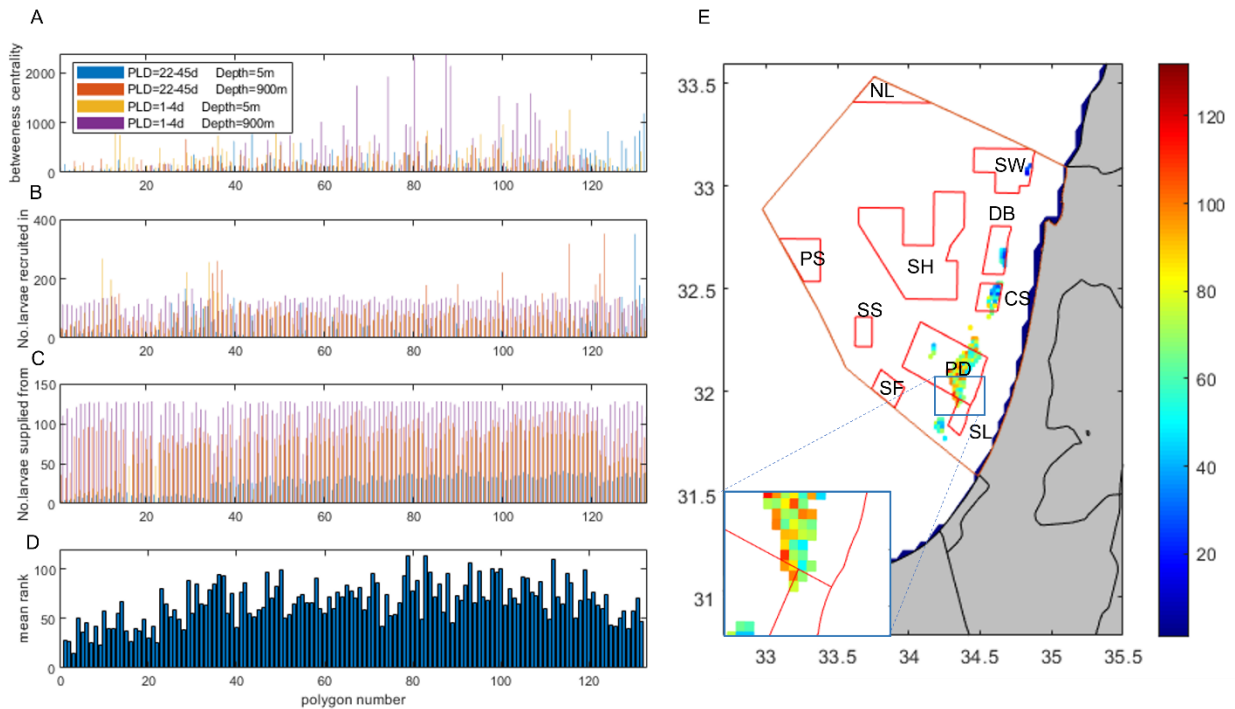 A
betweeness centrality
2000
1000
0
PLD=22-45d Depth=5m
PLD=22-45d Depth=900m
PLD=1-4d Depth=5m
PLD=1-4d Depth=900m
20 40 60 80 100 120
B
No.larvae recruited in
400
200
0
20 40 60 80 100 120
C
No.larvae supplied from
150
100
50
0
20 40 60 80 100 120
D
mean rank
100
50
0
0 20 40 60 80 100 120
polygon number
E
33.5
33
32.5
32
31.5
31
33 33.5 34 34.5 35 35.5
NL
SW
DB
PS
SH
CS
SS
PD
SF
SL
120
100
80
60
40
20